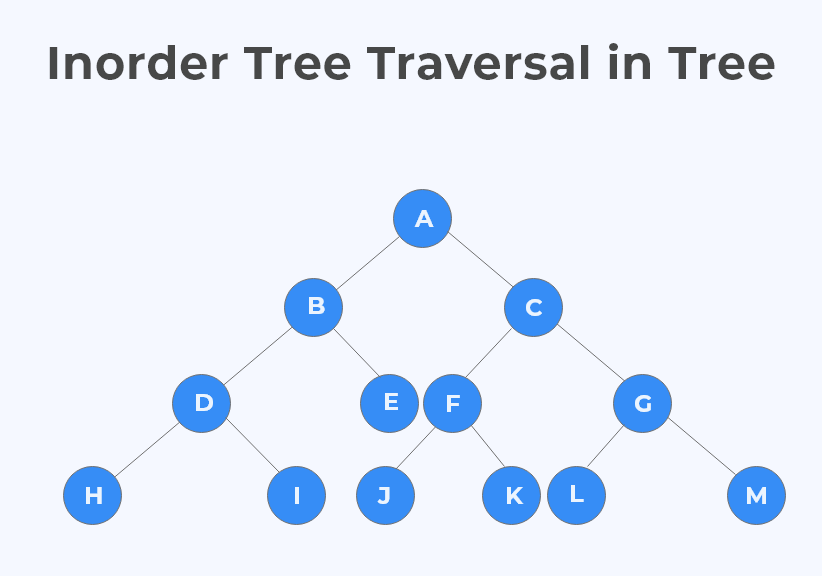 Inorder Tree Traversal in Tree
A
B C
D E F G
H I J K L M